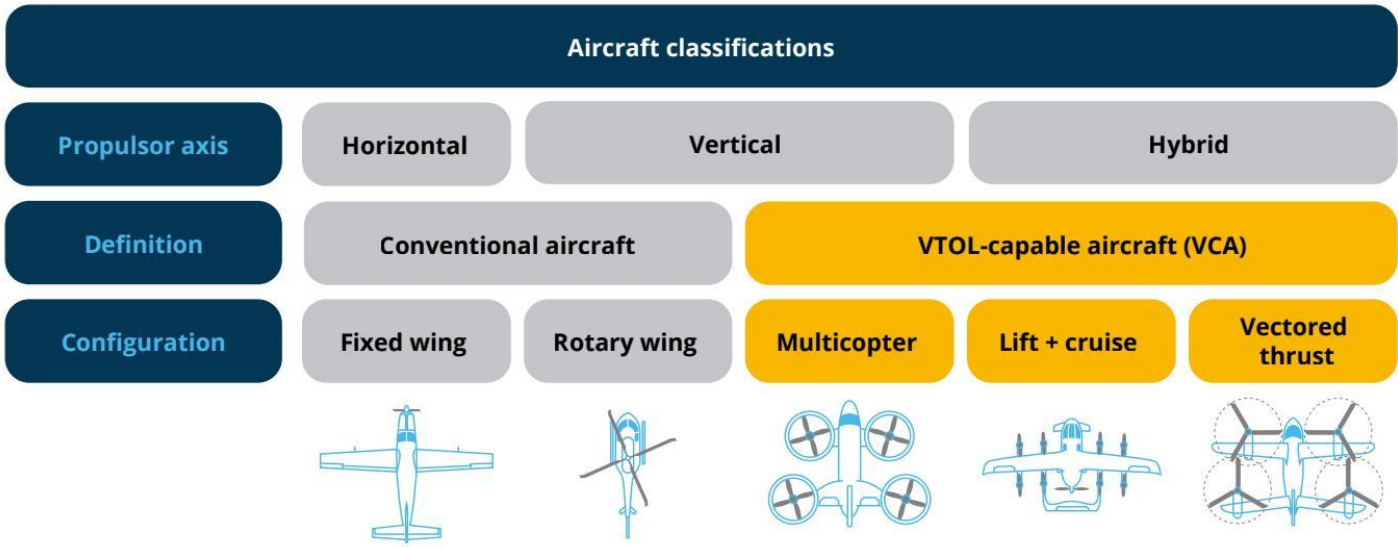 Aircraft classifications
Propulsor axis
Horizontal
Vertical
Hybrid
Definition
Conventional aircraft
VTOL-capable aircraft (VCA)
Configuration
Fixed wing
Rotary wing
Multicopter
Lift + cruise
Vectored
thrust